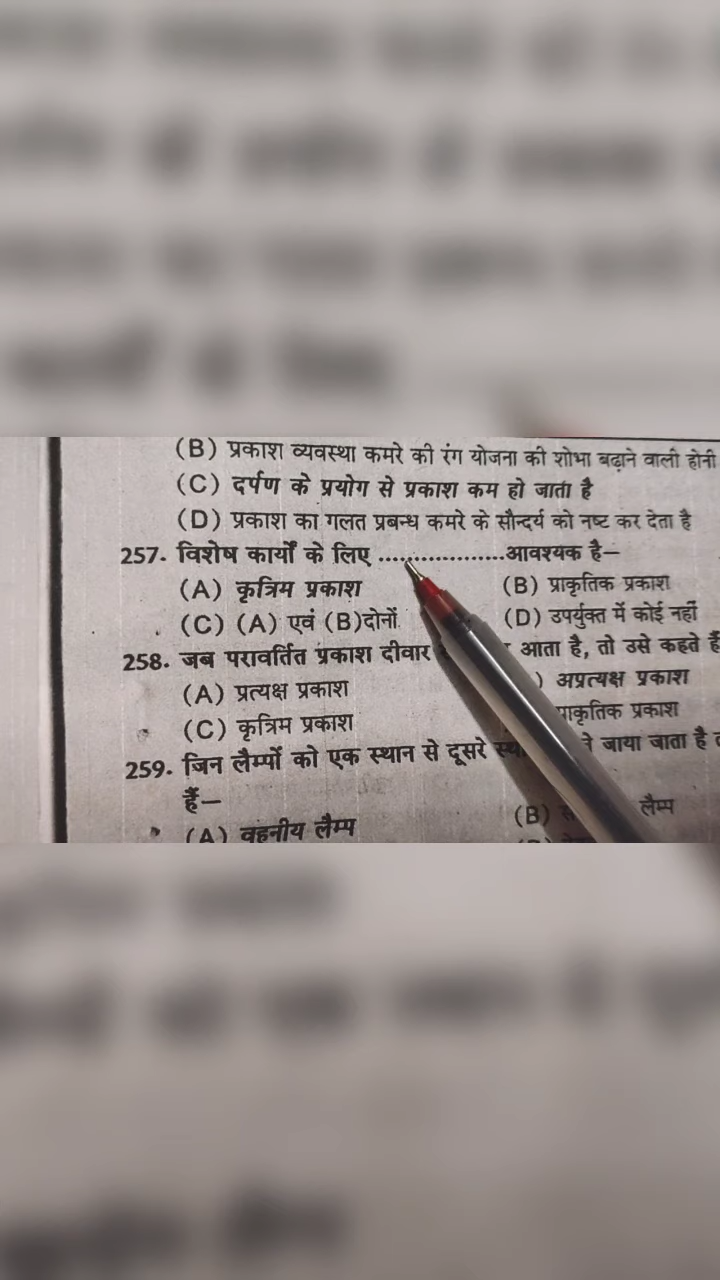 (B) प्रकाश व्यवस्था कमरे की रंग योजना की शोभा बढ़ाने वाली होनी
(C) दर्पण के प्रयोग से प्रकाश कम हो जाता है
(D) प्रकाश का गलत प्रबन्ध कमरे के सौन्दर्य को नष्ट कर देता है
257. विशेष कार्यों के लिए ..................आवश्यक है—
(A) कृत्रिम प्रकाश (B) प्राकृतिक प्रकाश
(C) (A) एवं (B)दोनों (D) उपर्युक्त में कोई नहीं
258. जब परावर्तित प्रकाश दीवार आता है, तो उसे कहते हैं
(A) प्रत्यक्ष प्रकाश ) अप्रत्यक्ष प्रकाश
(C) कृत्रिम प्रकाश प्राकृतिक प्रकाश
259. जिन लैम्पों को एक स्थान से दूसरे जाया जाता है
हैं—
(A) वहनीय लैम्प (B) लैम्प